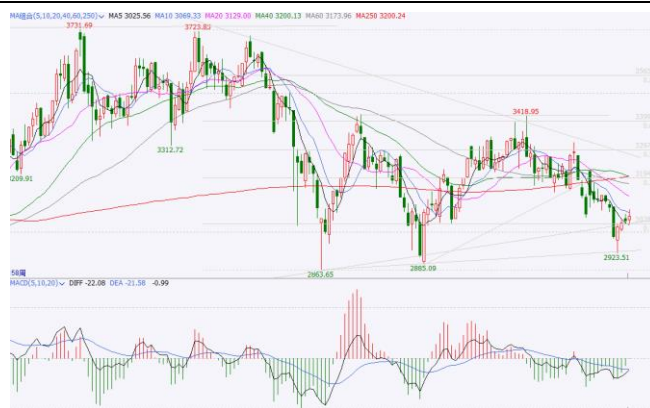 MA组合(5,10,20,40,60,250) MA5 3025.56 MA10 3069.33 MA20 3129.00 MA40 3200.13 MA60 3173.96 MA250 3200.24
3731.69
3723.83
3418.95
3312.72
3209.91
2923.51
2885.09
2863.65
58周
MACD(5,10,20) DIFF -22.08 DEA -21.58 -0.99